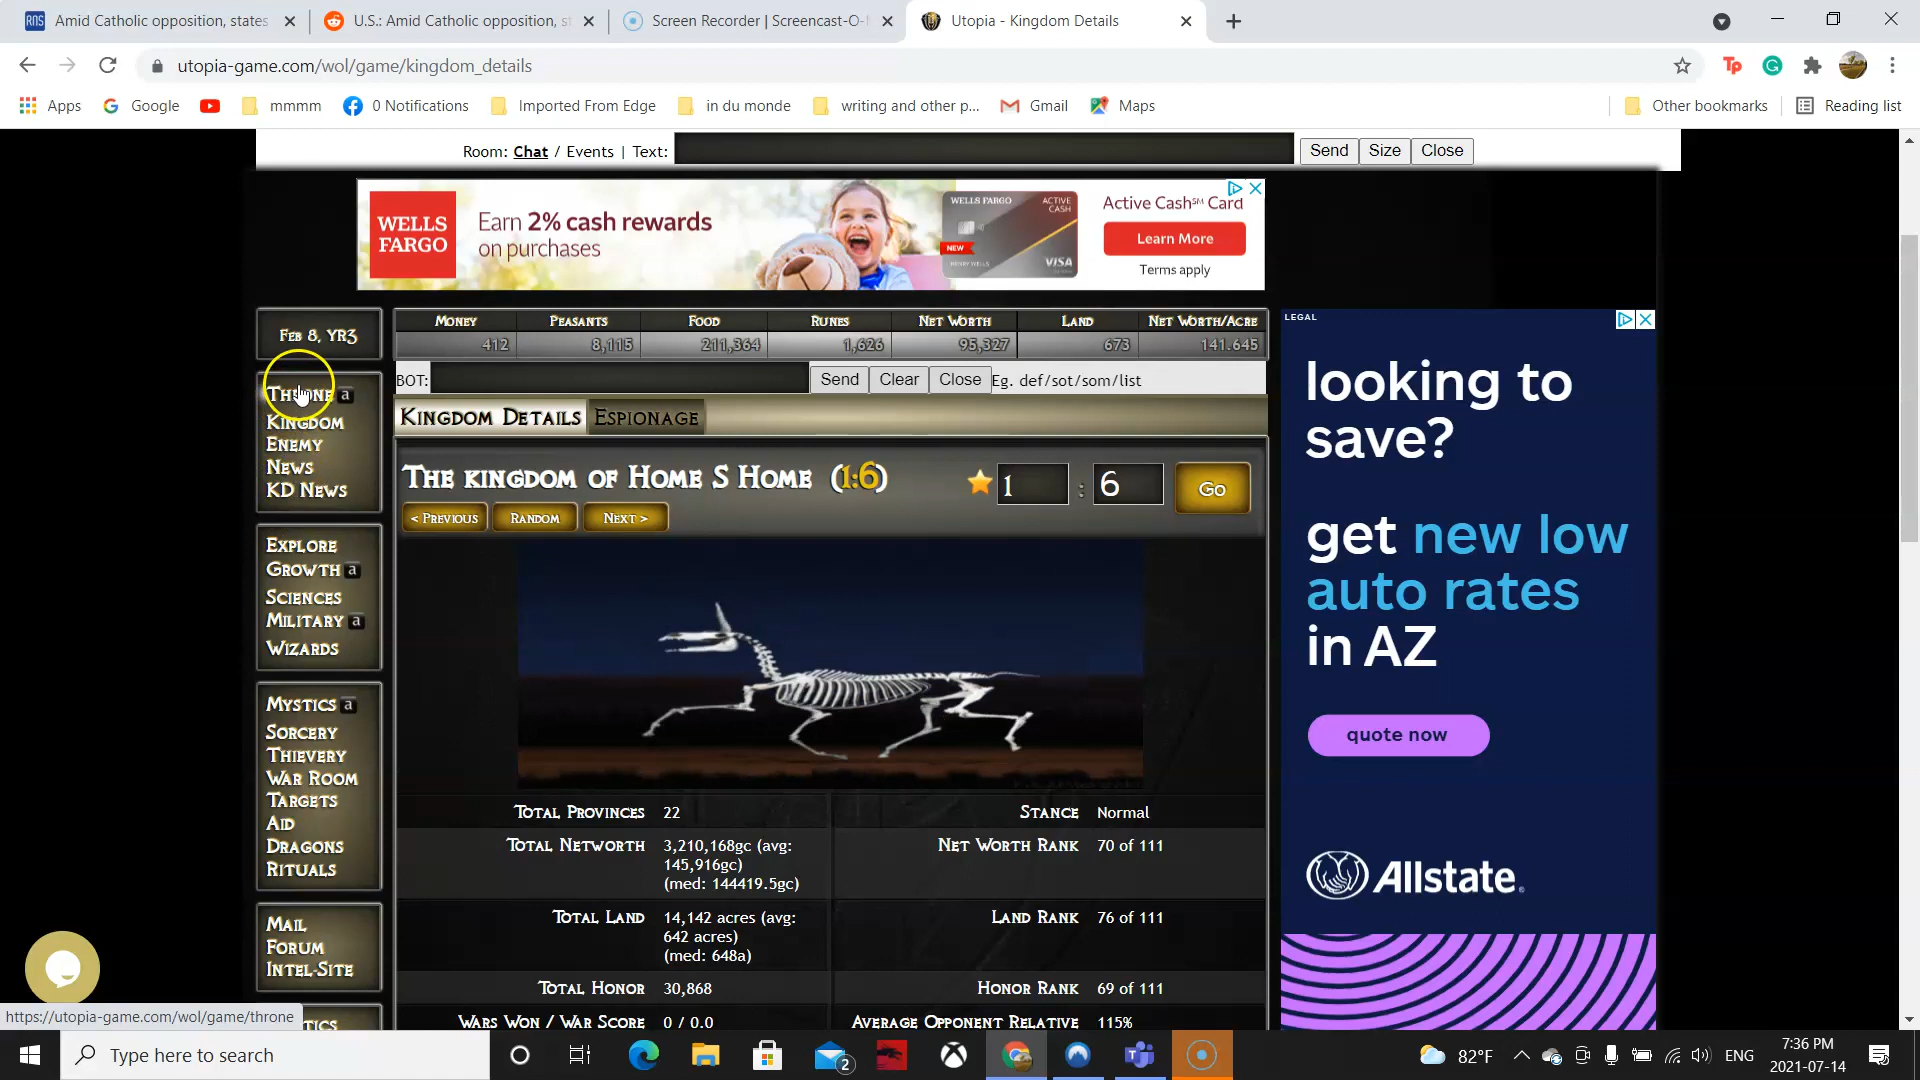 RNS Amid Catholic opposition, states
U.S.: Amid Catholic opposition, s
Screen Recorder | Screencast-O-
Utopia - Kingdom Details
utopia-game.com/wol/game/kingdom_details
Tp
Apps Google mmmm 0 Notifications Imported From Edge in du monde writing and other p... Gmail Maps Other bookmarks Reading list
Room: Chat / Events | Text: Send Size Close
WELLS FARGO
Earn 2% cash rewards
on purchases
WELLS FARGO ACTIVE CASH
NEW
HENRY WELLS
VISA
Active Cash℠ Card
Learn More
Terms apply
Feb 8, YR3
Money Peasants Food Runes Net Worth Land Net Worth/Acre
412 8,115 211,364 1,626 95,327 673 141.645
BOT: Send Clear Close Eg. def/sot/som/list
Throne a
Kingdom
Enemy
News
KD News
Explore
Growth a
Sciences
Military a
Wizards
Mystics a
Sorcery
Thievery
War Room
Targets
Aid
Dragons
Rituals
Mail
Forum
Intel-Site
Kingdom Details Espionage
The kingdom of Home S Home (1:6)
1 : 6 Go
< Previous Random Next >
Total Provinces 22
Stance Normal
Total Networth 3,210,168gc (avg:
145,916gc)
(med: 144419.5gc)
Net Worth Rank 70 of 111
Total Land 14,142 acres (avg:
642 acres)
(med: 648a)
Land Rank 76 of 111
Total Honor 30,868
Honor Rank 69 of 111
Wars Won / War Score 0 / 0.0
Average Opponent Relative 115%
LEGAL
looking to
save?
get new low
auto rates
in AZ
quote now
Allstate
https://utopia-game.com/wol/game/throne
Type here to search
2
82°F
ENG
7:36 PM
2021-07-14